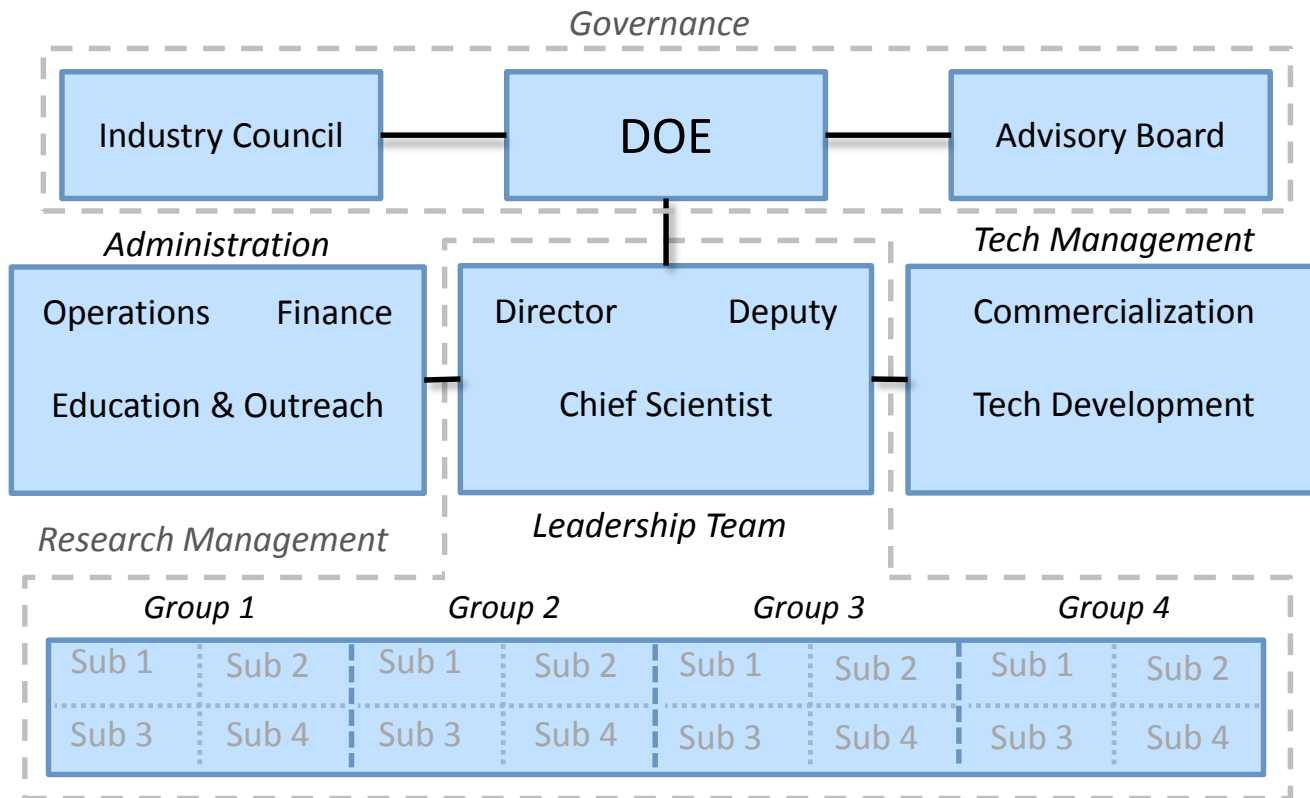 Governance
Industry Council
DOE
Advisory Board
Administration
Tech Management
Operations Finance
Education & Outreach
Director Deputy
Chief Scientist
Commercialization
Tech Development
Leadership Team
Research Management
Group 1 Group 2 Group 3 Group 4
Sub 1 Sub 2 Sub 1 Sub 2 Sub 1 Sub 2 Sub 1 Sub 2
Sub 3 Sub 4 Sub 3 Sub 4 Sub 3 Sub 4 Sub 3 Sub 4